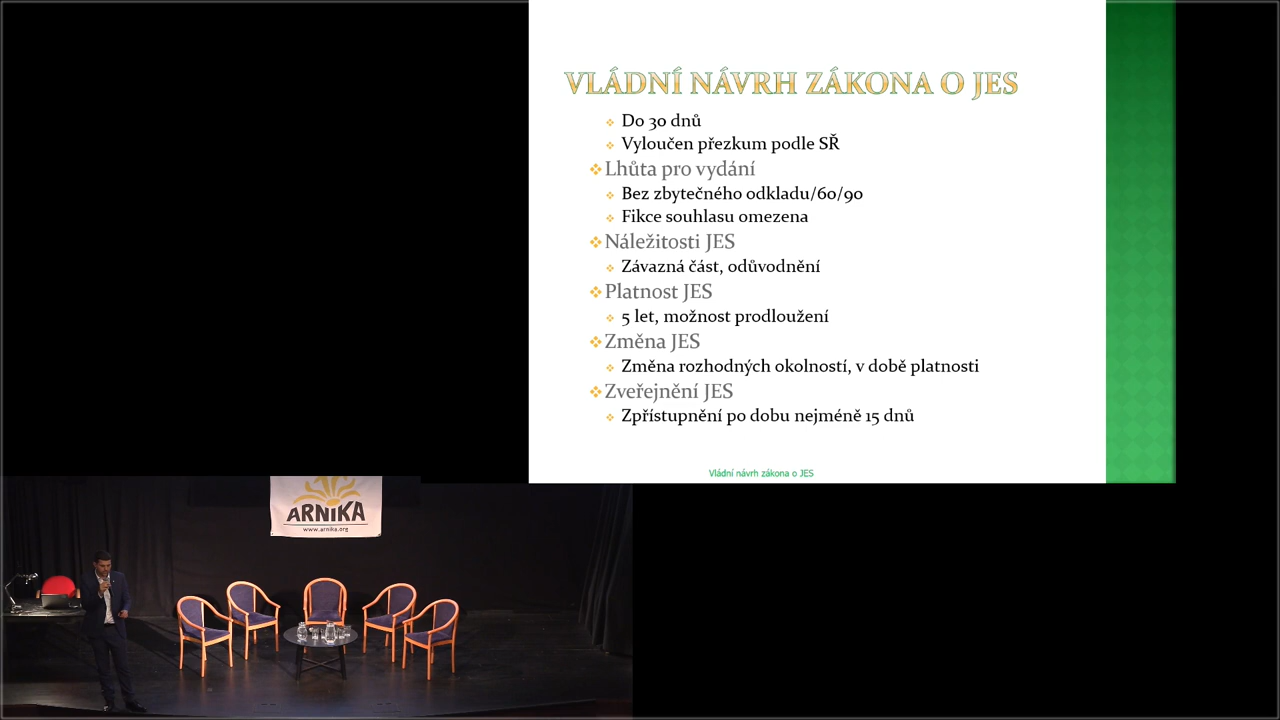 VLÁDNÍ NÁVRH ZÁKONA O JES
Do 30 dnů
Vyloučen přezkum podle SŘ
Lhůta pro vydání
Bez zbytečného odkladu/60/90
Fikce souhlasu omezena
Náležitosti JES
Závazná část, odůvodnění
Platnost JES
5 let, možnost prodloužení
Změna JES
Změna rozhodných okolností, v době platnosti
Zveřejnění JES
Zpřístupnění po dobu nejméně 15 dnů
Vládní návrh zákona o JES
ARNIKA
www.arnika.org